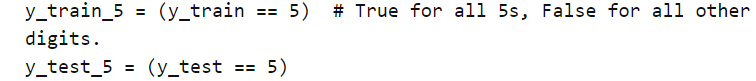 y_train_5 = (y_train == 5)  # True for all 5s, False for all other
digits.
y_test_5 = (y_test == 5)